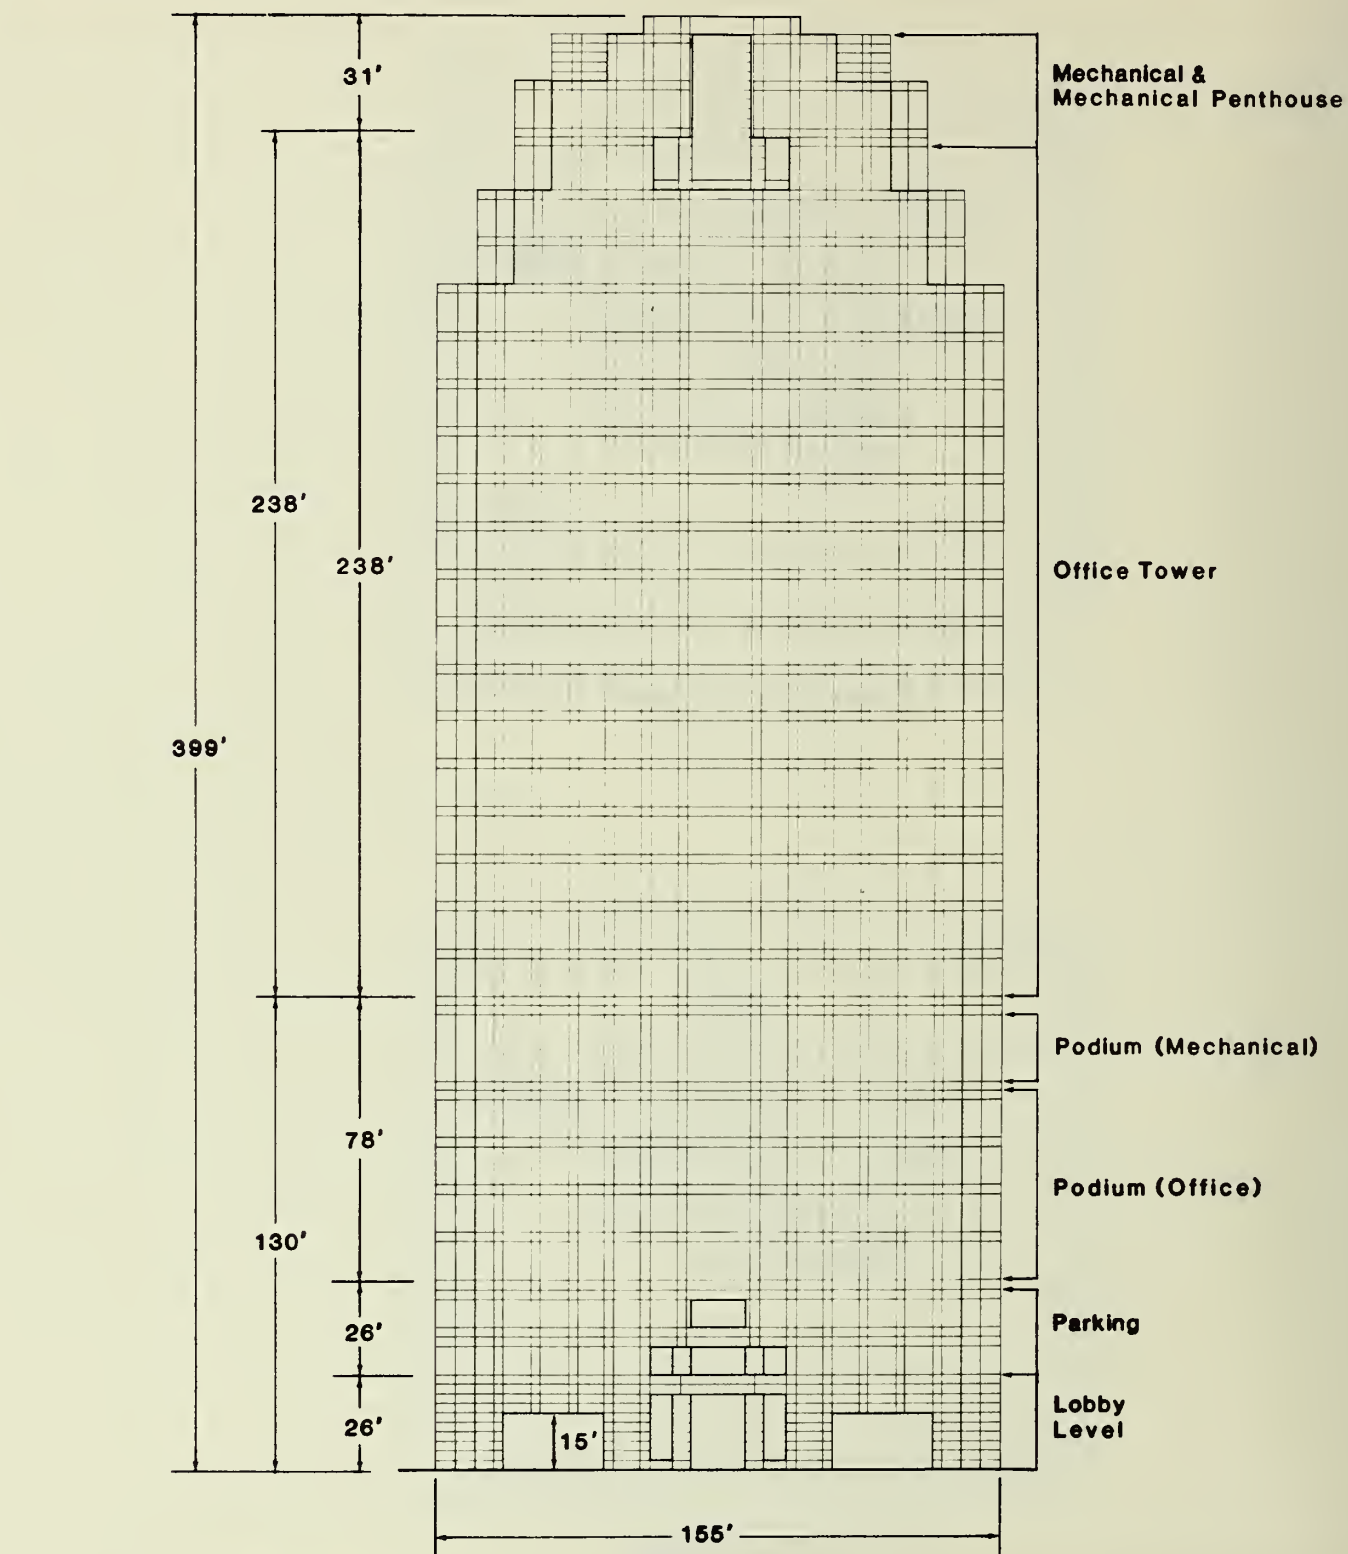 31'
Mechanical &
Mechanical Penthouse
238'
238'
Office Tower
399'
Podium (Mechanical)
78'
Podium (Office)
130'
26'
Parking
26'
15'
Lobby
Level
155'